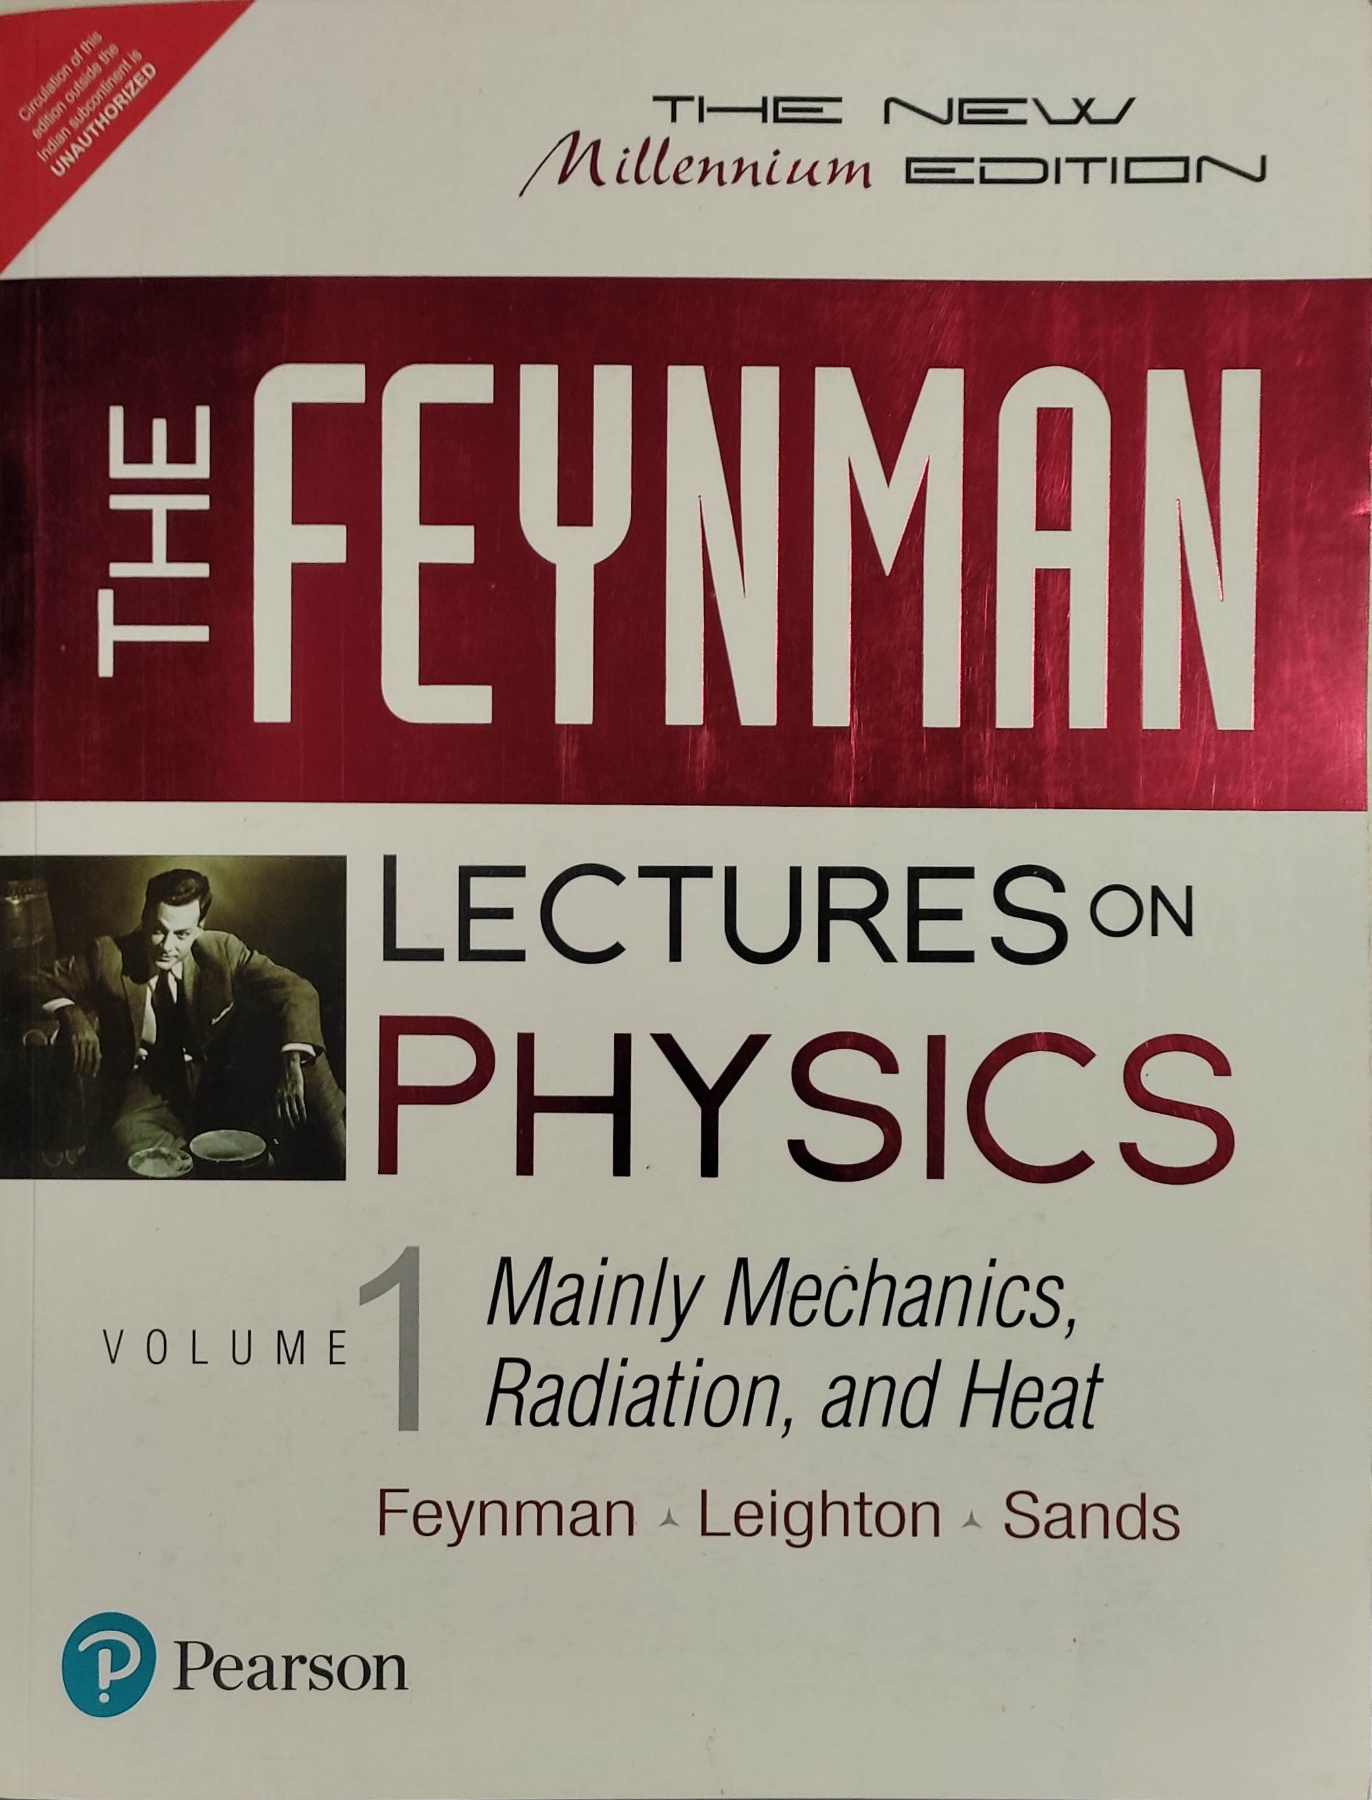 Circulation of this
edition outside the
Indian subcontinent is
UNAUTHORIZED
THE NEW
Millennium EDITION
THE FEYNMAN
LECTURES ON
PHYSICS
VOLUME 1
Mainly Mechanics,
Radiation, and Heat
Feynman Leighton Sands
Pearson